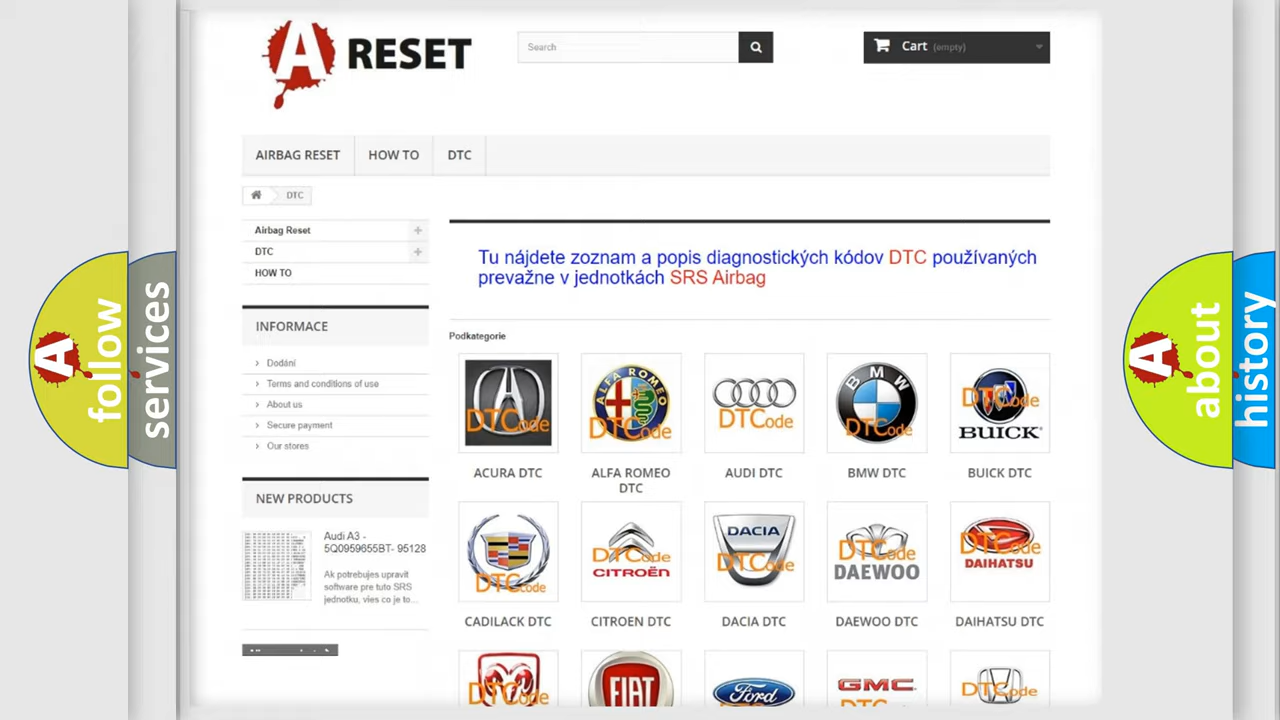 A RESET
Search
Cart (empty)
AIRBAG RESET
HOW TO
DTC
DTC
Airbag Reset
DTC
HOW TO
INFORMACE
Dodání
Terms and conditions of use
About us
Secure payment
Our stores
NEW PRODUCTS
Audi A3 -
5Q0959655BT- 95128
Ak potrebujes upravit
software pre tuto SRS
jednotku, vies co je to...
Tu nájdete zoznam a popis diagnostických kódov DTC používaných
prevažne v jednotkách SRS Airbag
Podkategorie
DTCode
ALFA ROMEO
DTCode
DTCode
BMW
DTCode
DTCode
BUICK
ACURA DTC
ALFA ROMEO
DTC
AUDI DTC
BMW DTC
BUICK DTC
DTCode
DTCode
CITROËN
DACIA
DTCode
DTCode
DAEWOO
DTCode
DAIHATSU
CADILACK DTC
CITROEN DTC
DACIA DTC
DAEWOO DTC
DAIHATSU DTC
DTCode
FIAT
Ford
GMC
DTCode
A follow
services
A about
history